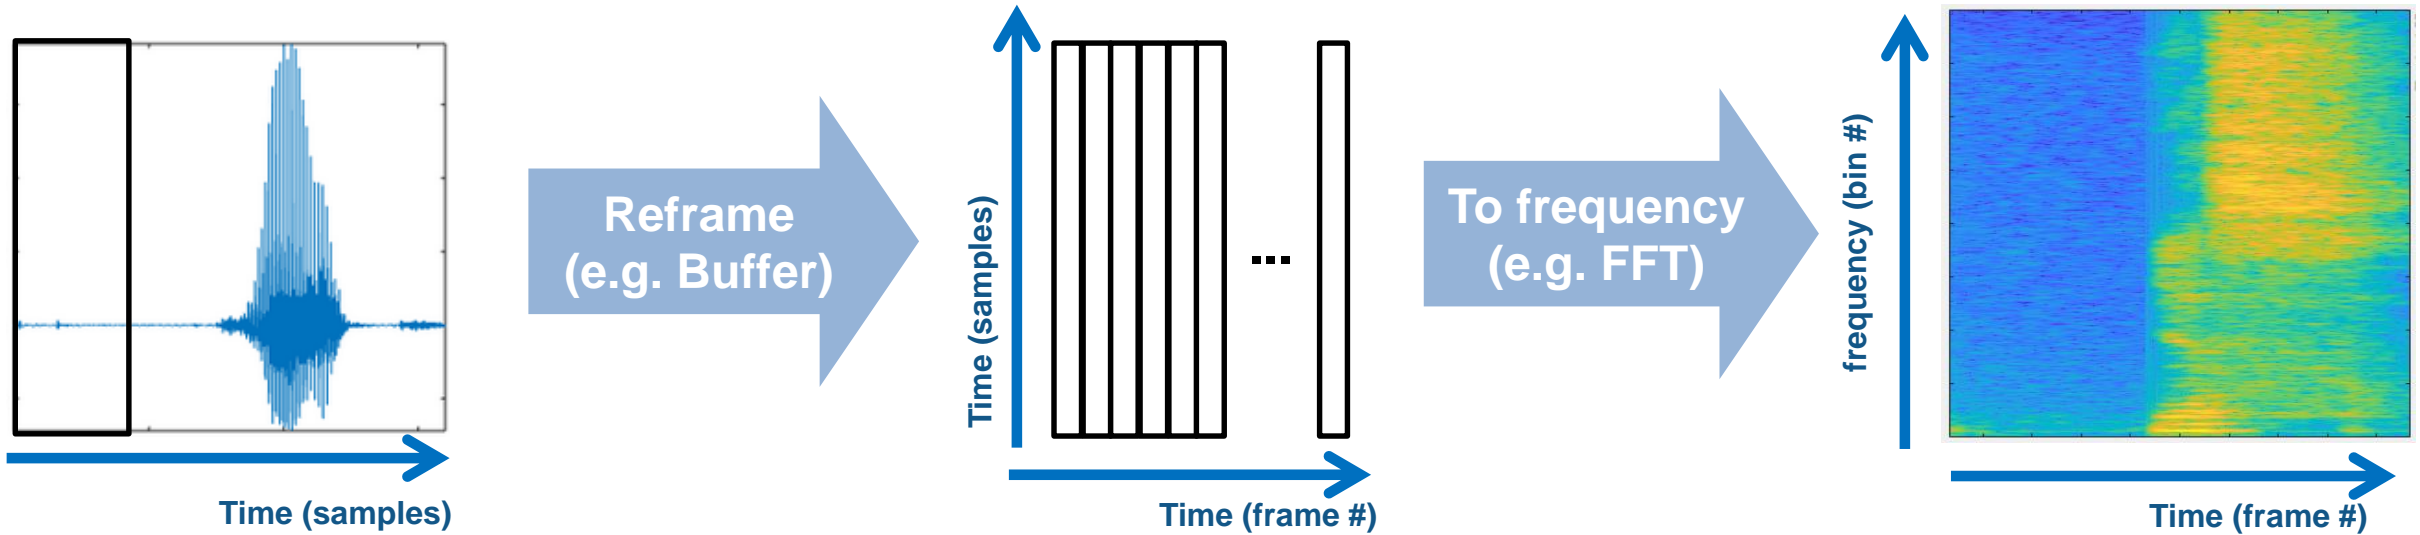 Time (samples)
Reframe
(e.g. Buffer)
Time (samples)
...
Time (frame #)
To frequency
(e.g. FFT)
frequency (bin #)
Time (frame #)